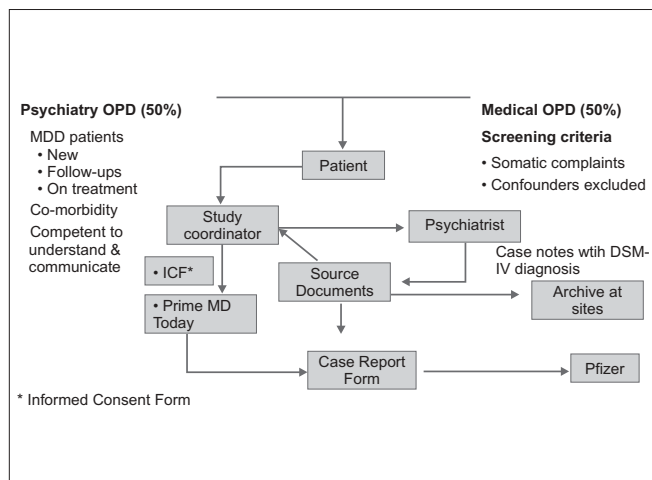 Psychiatry OPD (50%)
MDD patients
• New
• Follow-ups
• On treatment
Co-morbidity
Competent to
understand &
communicate
Medical OPD (50%)
Screening criteria
• Somatic complaints
• Confounders excluded
Patient
Study
coordinator
Psychiatrist
• ICF*
Source
Documents
Case notes wtih DSM-
IV diagnosis
Archive at
sites
• Prime MD
Today
Case Report
Form
Pfizer
* Informed Consent Form